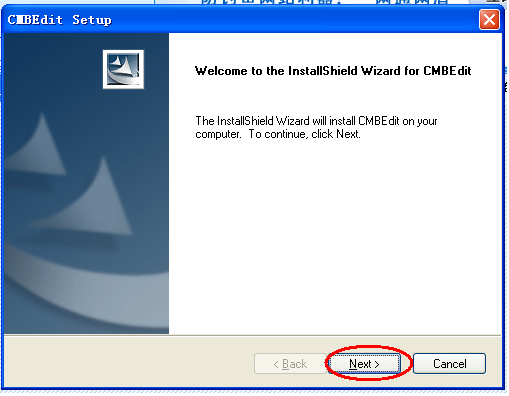 CMBEdit Setup
Welcome to the InstallShield Wizard for CMBEdit
The InstallShield Wizard will install CMBEdit on your
computer. To continue, click Next.
< Back
Next >
Cancel